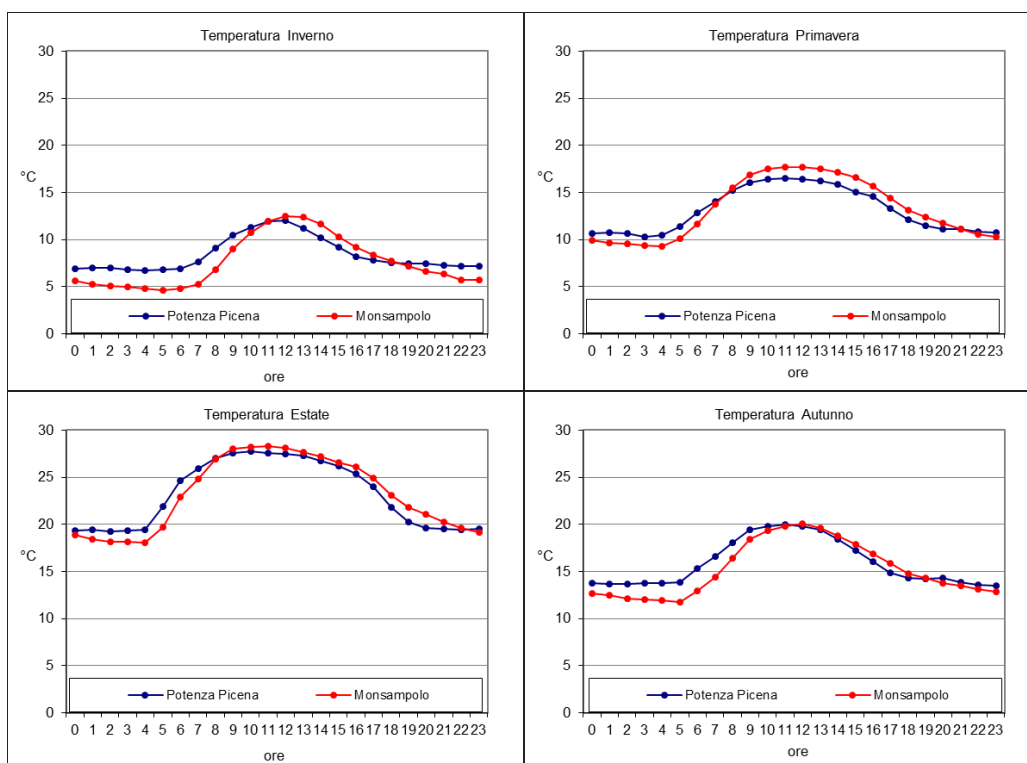 Temperatura Inverno
30
25
20
°C
15
10
5
0
Potenza Picena Monsampolo
0 1 2 3 4 5 6 7 8 9 10 11 12 13 14 15 16 17 18 19 20 21 22 23
ore
Temperatura Primavera
30
25
20
°C
15
10
5
0
Potenza Picena Monsampolo
0 1 2 3 4 5 6 7 8 9 10 11 12 13 14 15 16 17 18 19 20 21 22 23
ore
Temperatura Estate
30
25
20
°C
15
10
5
0
Potenza Picena Monsampolo
0 1 2 3 4 5 6 7 8 9 10 11 12 13 14 15 16 17 18 19 20 21 22 23
ore
Temperatura Autunno
30
25
20
°C
15
10
5
0
Potenza Picena Monsampolo
0 1 2 3 4 5 6 7 8 9 10 11 12 13 14 15 16 17 18 19 20 21 22 23
ore